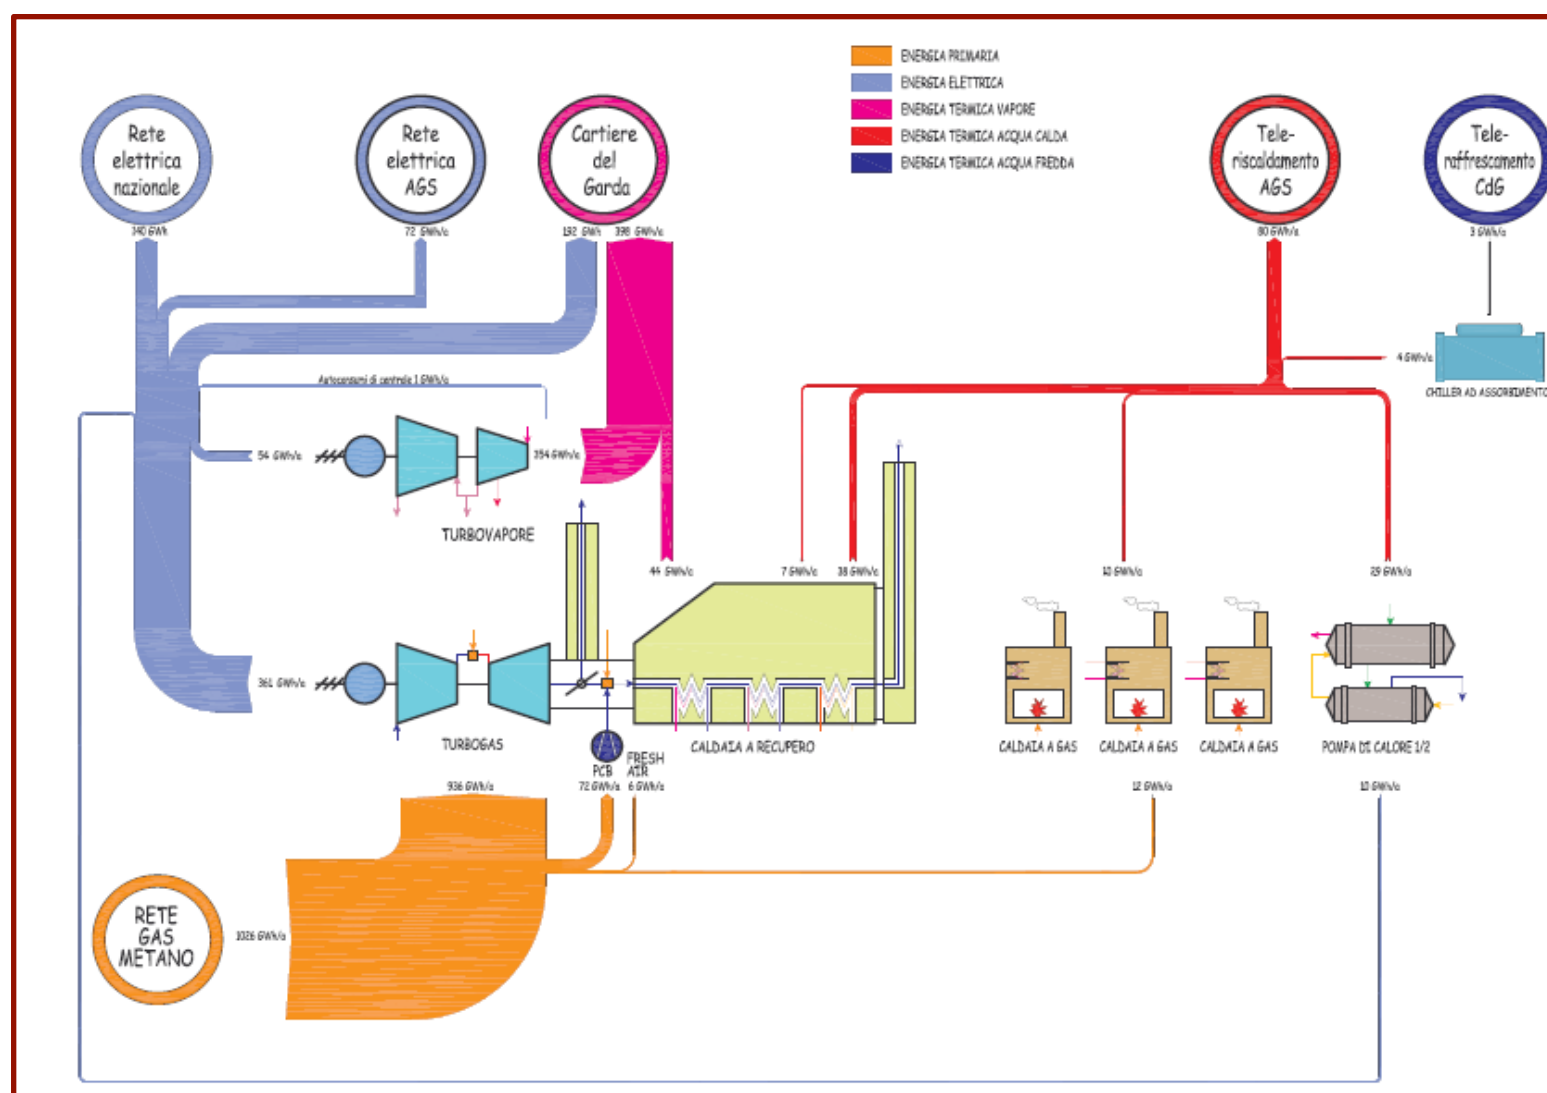 ENERGIA PRIMARIA
ENERGIA ELETTRICA
ENERGIA TERMICA VAPORE
ENERGIA TERMICA ACQUA CALDA
ENERGIA TERMICA ACQUA FREDDA
Rete
elettrica
nazionale
Rete
elettrica
AGS
Cartiere
del
Garda
Tele-
riscaldamento
AGS
Tele-
raffrescamento
CdG
140 GWh
72 GWh/a
192 GWh
398 GWh/a
80 GWh/a
3 GWh/a
4 GWh/a
CHILLER AD ASSORBIMENTO
Autoconsumi di centrale 1 GWh/a
54 GWh/a
354 GWh/a
TURBOVAPORE
44 GWh/a
7 GWh/a
38 GWh/a
10 GWh/a
29 GWh/a
361 GWh/a
TURBOGAS
PCB
FRESH
AIR
CALDAIA A RECUPERO
CALDAIA A GAS
CALDAIA A GAS
CALDAIA A GAS
POMPA DI CALORE 1/2
936 GWh/a
72 GWh/a
6 GWh/a
12 GWh/a
10 GWh/a
RETE
GAS
METANO
1026 GWh/a